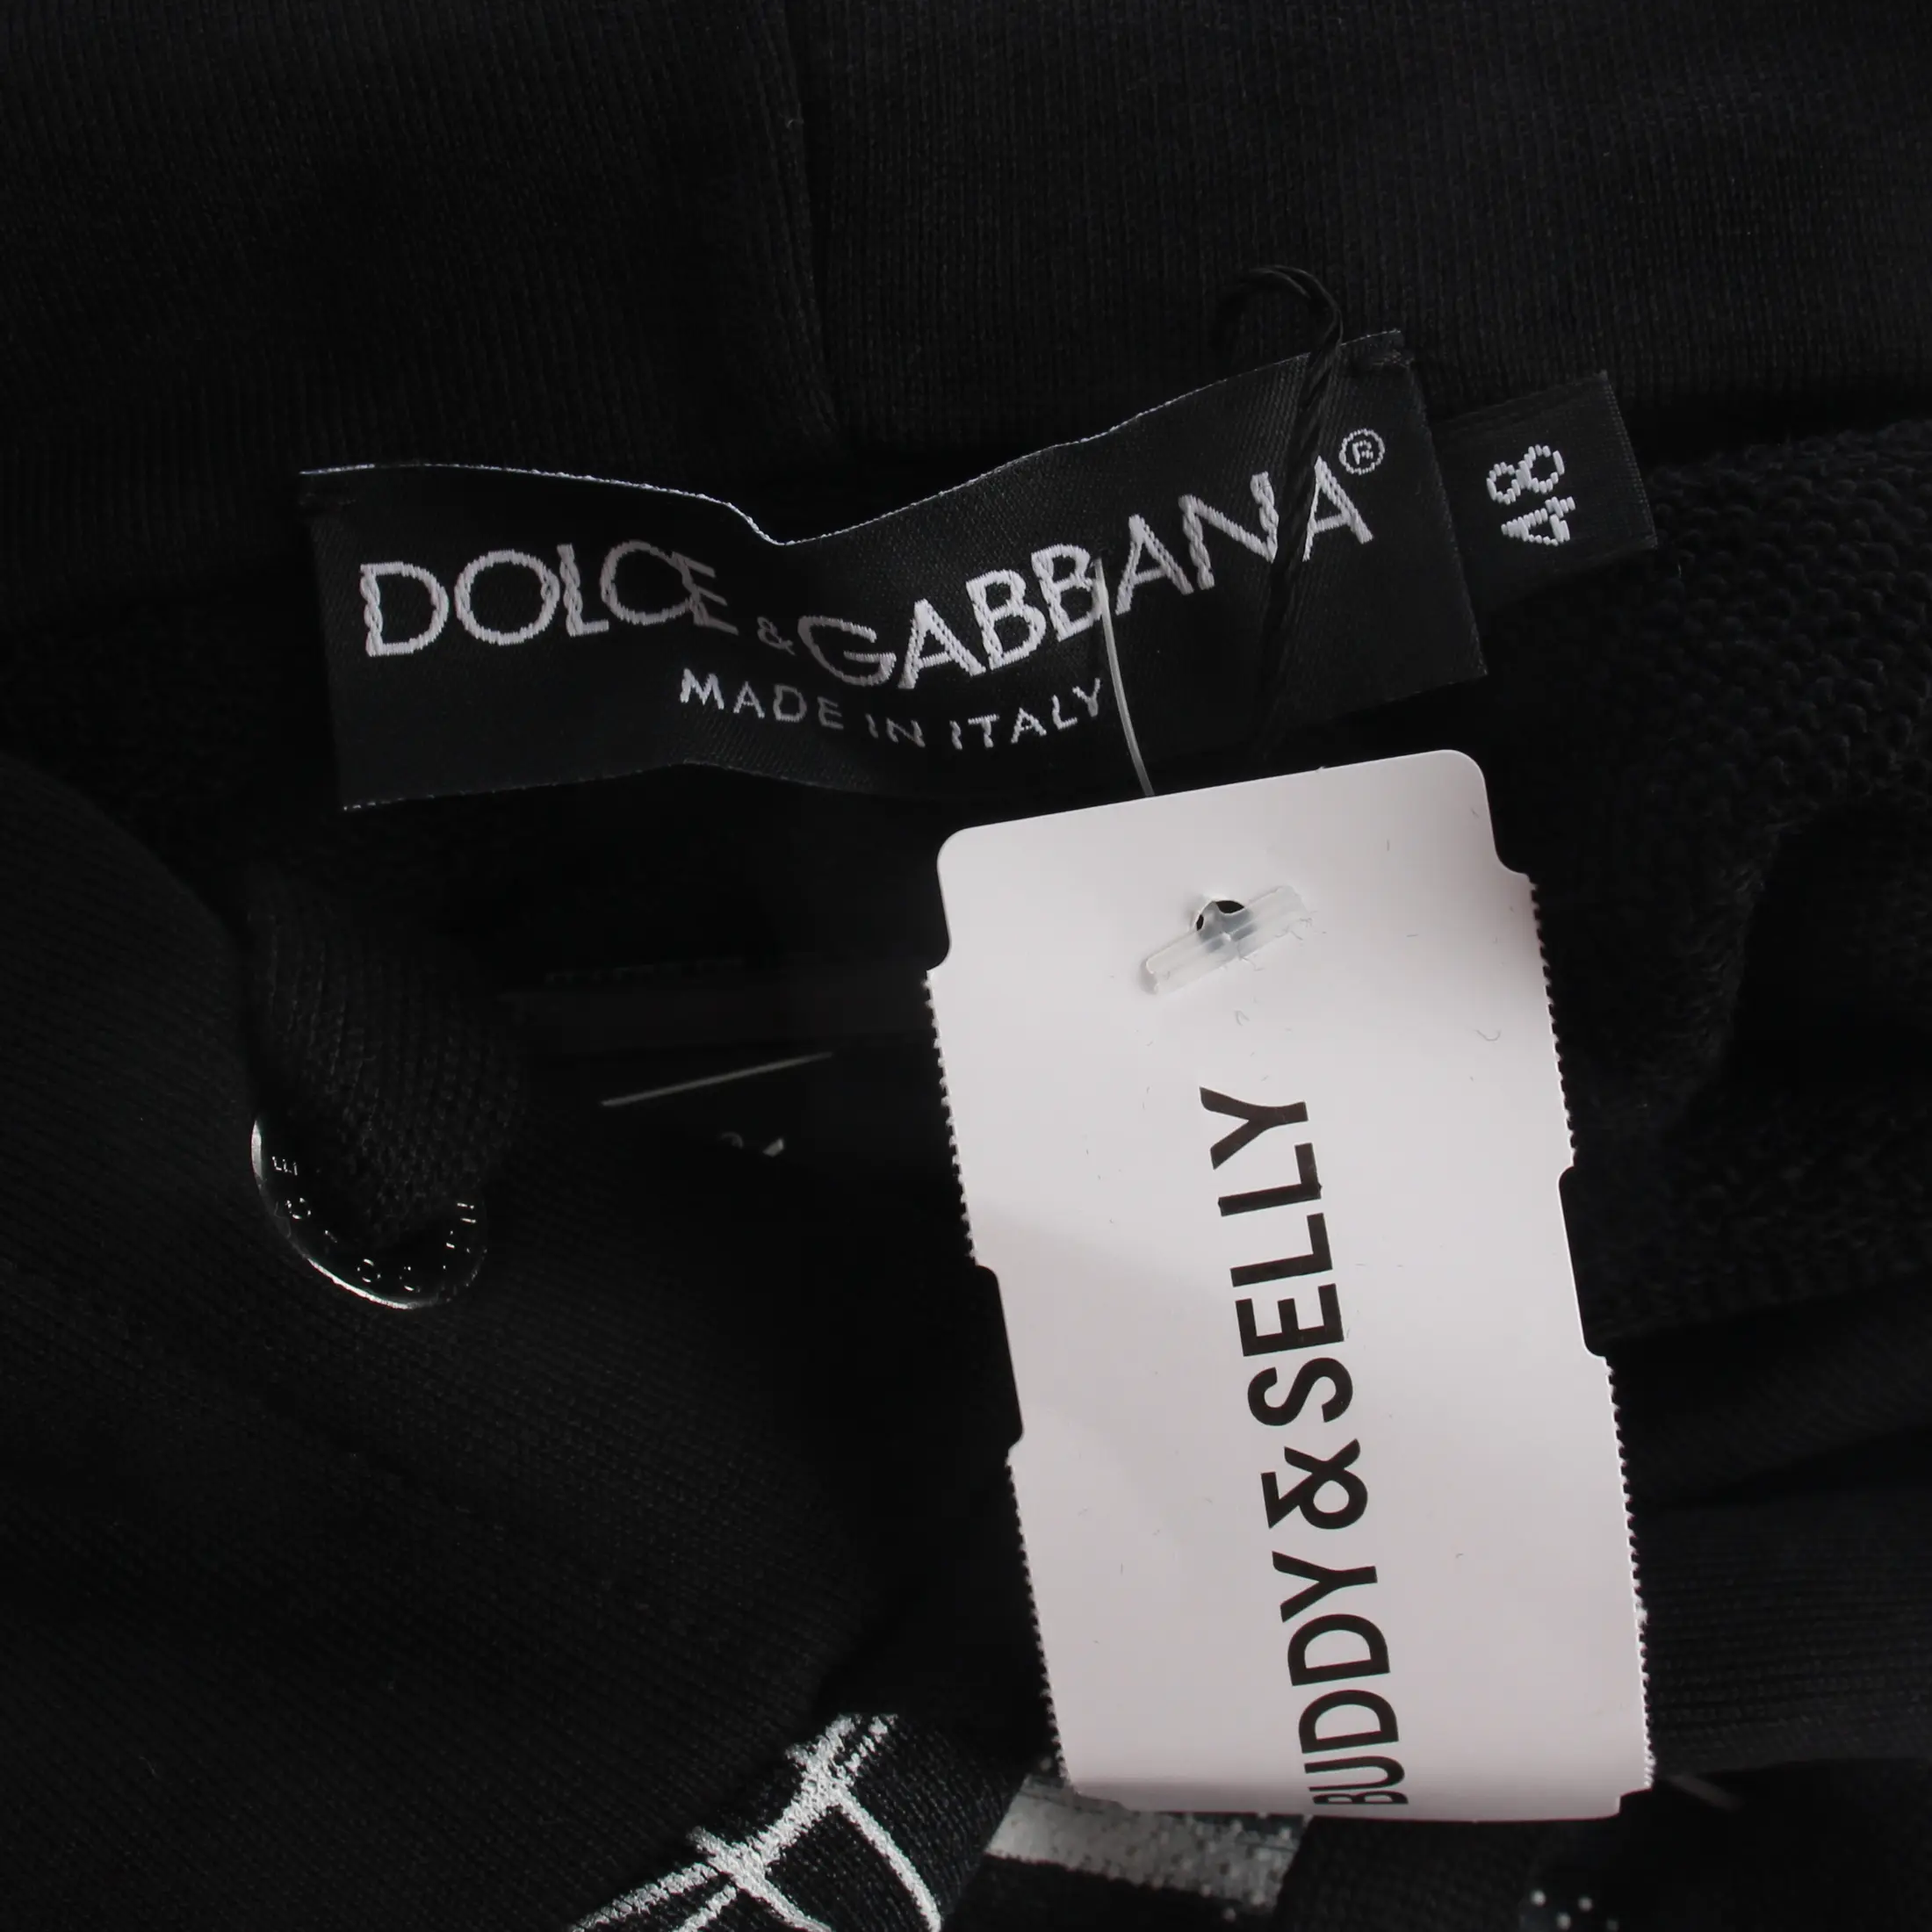 DOLCE & GABBANA®
MADE IN ITALY
48
BUDDY & SELLY